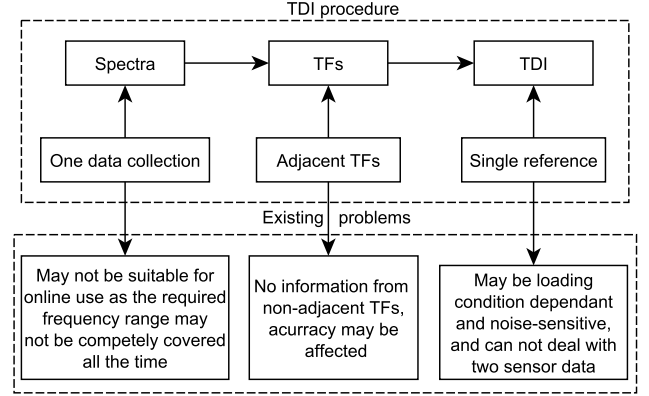 TDI procedure
Spectra
TFs
TDI
One data collection
Adjacent TFs
Single reference
Existing problems
May not be suitable for
online use as the required
frequency range may
not be competely covered
all the time
No information from
non-adjacent TFs,
acurracy may be
affected
May be loading
condition dependant
and noise-sensitive,
and can not deal with
two sensor data